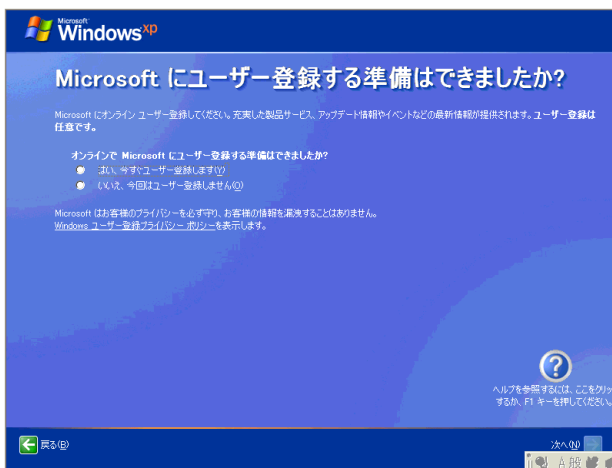 Microsoft
Windows xp
Microsoft にユーザー登録する準備はできましたか?
Microsoft にオンライン ユーザー登録してください。充実した製品サービス、アップデート情報やイベントなどの最新情報が提供されます。ユーザー登録は
任意です。
オンラインで Microsoft にユーザー登録する準備はできましたか?
はい、今すぐユーザー登録します(Y)
いいえ、今回はユーザー登録しません(O)
Microsoft はお客様のプライバシーを必ず守り、お客様の情報を漏洩することはありません。
Windows ユーザー登録プライバシー ポリシーを表示します。
ヘルプを参照するには、ここをクリッ
するか、F1 キーを押してください。
戻る(B)
次へ(N)
A 般